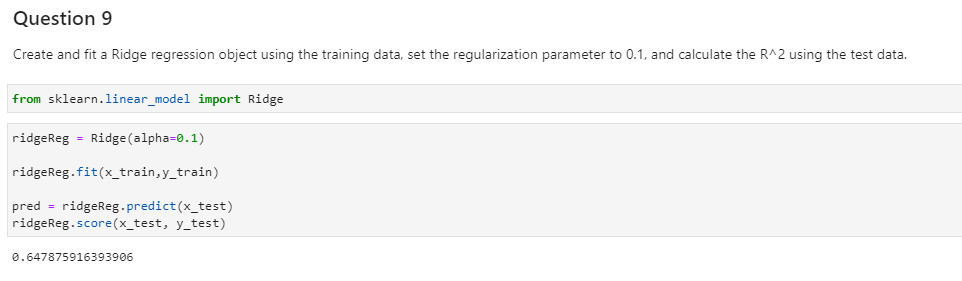 Question 9
Create and fit a Ridge regression object using the training data, set the regularization parameter to 0.1, and calculate the R^2 using the test data.
from sklearn.linear_model import Ridge
ridgeReg = Ridge(alpha=0.1)
ridgeReg.fit(x_train,y_train)
pred = ridgeReg.predict(x_test)
ridgeReg.score(x_test, y_test)
0.647875916393906